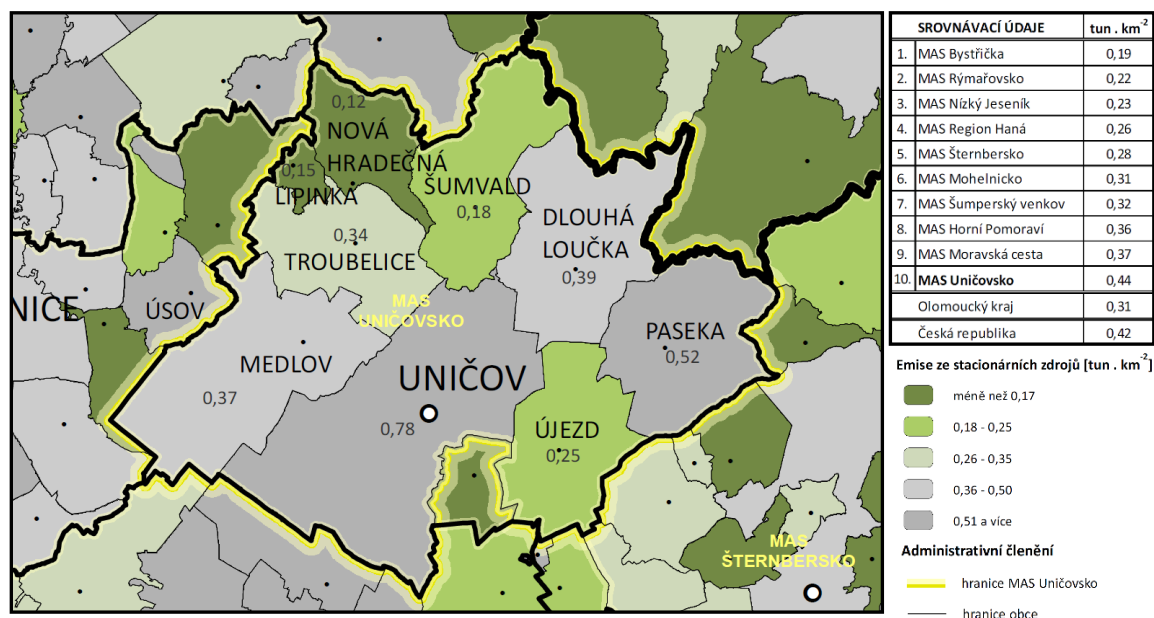 0,12
NOVÁ
HRADEČNÁ
0,15
LIPINKA
ŠUMVALD
0,18
DLOUHÁ
LOUČKA
0,39
0,34
TROUBELICE
MAS
UNIČOVSKO
NICE
ÚSOV
MEDLOV
0,37
UNIČOV
0,78
PASEKA
0,52
ÚJEZD
0,25
MAS
ŠTERNBERSKO
SROVNÁVACÍ ÚDAJE tun . km-2
1. MAS Bystřička 0,19
2. MAS Rýmařovsko 0,22
3. MAS Nízký Jeseník 0,23
4. MAS Region Haná 0,26
5. MAS Šternbersko 0,28
6. MAS Mohelnicko 0,31
7. MAS Šumperský venkov 0,32
8. MAS Horní Pomoraví 0,36
9. MAS Moravská cesta 0,37
10. MAS Uničovsko 0,44
Olomoucký kraj 0,31
Česká republika 0,42
Emise ze stacionárních zdrojů [tun . km-2]
méně než 0,17
0,18 - 0,25
0,26 - 0,35
0,36 - 0,50
0,51 a více
Administrativní členění
hranice MAS Uničovsko
hranice obce